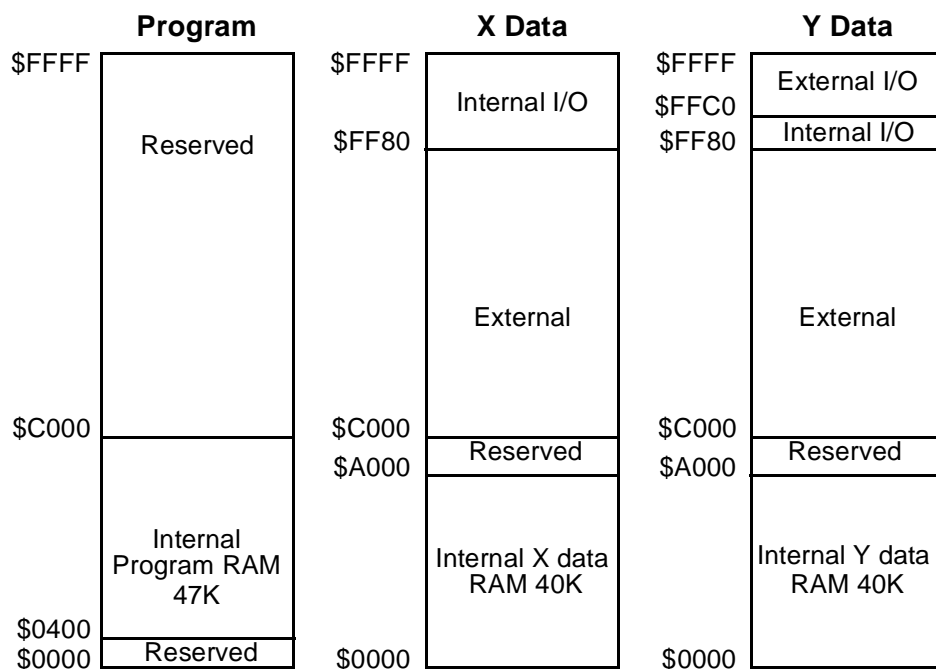 Program
$FFFF
Reserved
$C000
Internal
Program RAM
47K
$0400
Reserved
$0000
X Data
$FFFF
Internal I/O
$FF80
External
$C000
Reserved
$A000
Internal X data
RAM 40K
$0000
Y Data
$FFFF
External I/O
$FFC0
Internal I/O
$FF80
External
$C000
Reserved
$A000
Internal Y data
RAM 40K
$0000